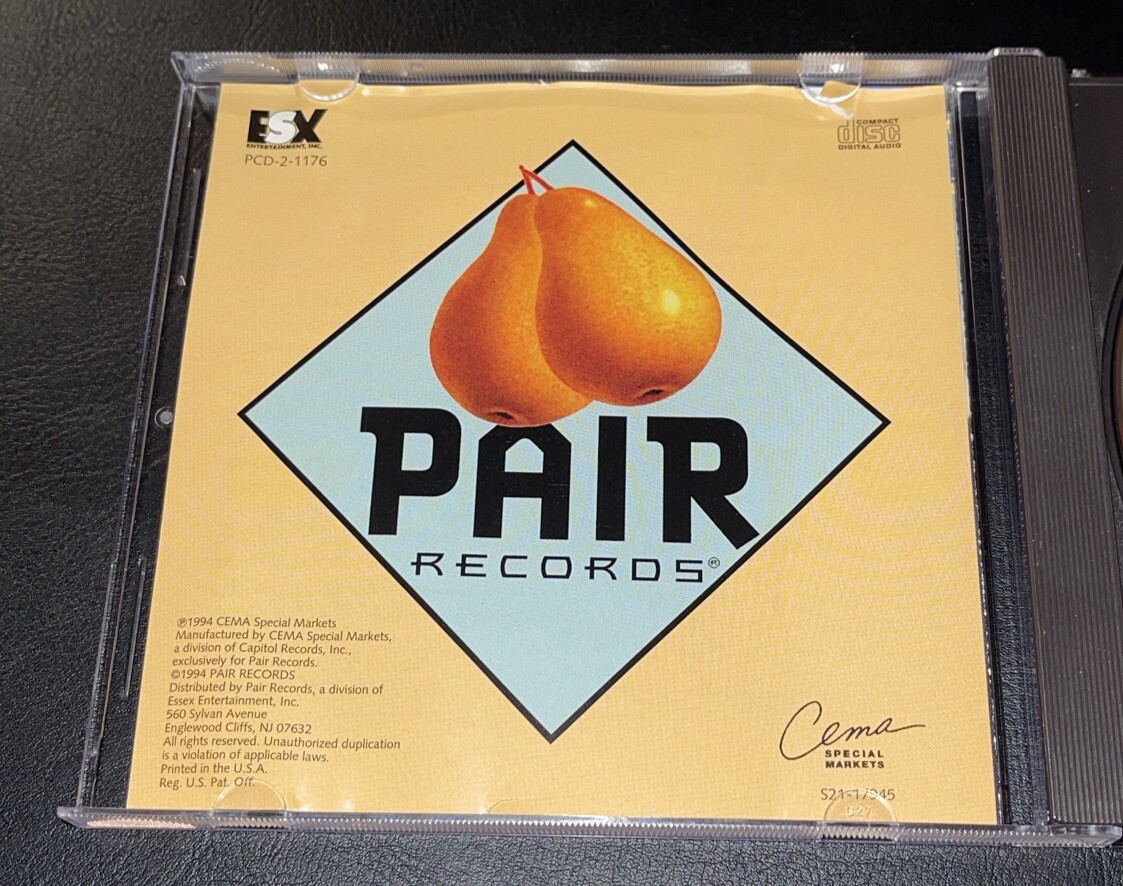 ESX
ENTERTAINMENT, INC.
PCD-2-1176
COMPACT
disc
DIGITAL AUDIO
PAIR
RECORDS®
℗1994 CEMA Special Markets
Manufactured by CEMA Special Markets,
a division of Capitol Records, Inc.,
exclusively for Pair Records.
©1994 PAIR RECORDS
Distributed by Pair Records, a division of
Essex Entertainment, Inc.
560 Sylvan Avenue
Englewood Cliffs, NJ 07632
All rights reserved. Unauthorized duplication
is a violation of applicable laws.
Printed in the U.S.A.
Reg. U.S. Pat. Off.
Cema
SPECIAL
MARKETS